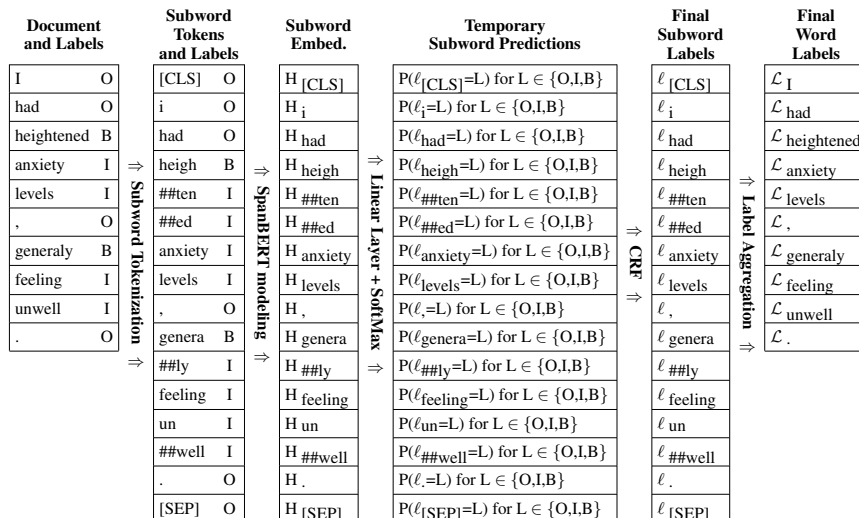 Document and Labels
I O
had O
heightened B
anxiety I
levels I
, O
generaly B
feeling I
unwell I
. O
⇒ Subword Tokenization ⇒
Subword Tokens and Labels
[CLS] O
i O
had O
heigh B
##ten I
##ed I
anxiety I
levels I
, O
genera B
##ly I
feeling I
un I
##well I
. O
[SEP] O
⇒ SpanBERT modeling ⇒
Subword Embed.
H [CLS]
H i
H had
H heigh
H ##ten
H ##ed
H anxiety
H levels
H ,
H genera
H ##ly
H feeling
H un
H ##well
H .
H [SEP]
⇒ Linear Layer + SoftMax ⇒
Temporary Subword Predictions
P(ℓ[CLS]=L) for L ∈ {O,I,B}
P(ℓi=L) for L ∈ {O,I,B}
P(ℓhad=L) for L ∈ {O,I,B}
P(ℓheigh=L) for L ∈ {O,I,B}
P(ℓ##ten=L) for L ∈ {O,I,B}
P(ℓ##ed=L) for L ∈ {O,I,B}
P(ℓanxiety=L) for L ∈ {O,I,B}
P(ℓlevels=L) for L ∈ {O,I,B}
P(ℓ,=L) for L ∈ {O,I,B}
P(ℓgenera=L) for L ∈ {O,I,B}
P(ℓ##ly=L) for L ∈ {O,I,B}
P(ℓfeeling=L) for L ∈ {O,I,B}
P(ℓun=L) for L ∈ {O,I,B}
P(ℓ##well=L) for L ∈ {O,I,B}
P(ℓ.=L) for L ∈ {O,I,B}
P(ℓ[SEP]=L) for L ∈ {O,I,B}
⇒ CRF ⇒
Final Subword Labels
ℓ [CLS]
ℓ i
ℓ had
ℓ heigh
ℓ ##ten
ℓ ##ed
ℓ anxiety
ℓ levels
ℓ ,
ℓ genera
ℓ ##ly
ℓ feeling
ℓ un
ℓ ##well
ℓ .
ℓ [SEP]
⇒ Label Aggregation ⇒
Final Word Labels
ℒ I
ℒ had
ℒ heightened
ℒ anxiety
ℒ levels
ℒ ,
ℒ generaly
ℒ feeling
ℒ unwell
ℒ .